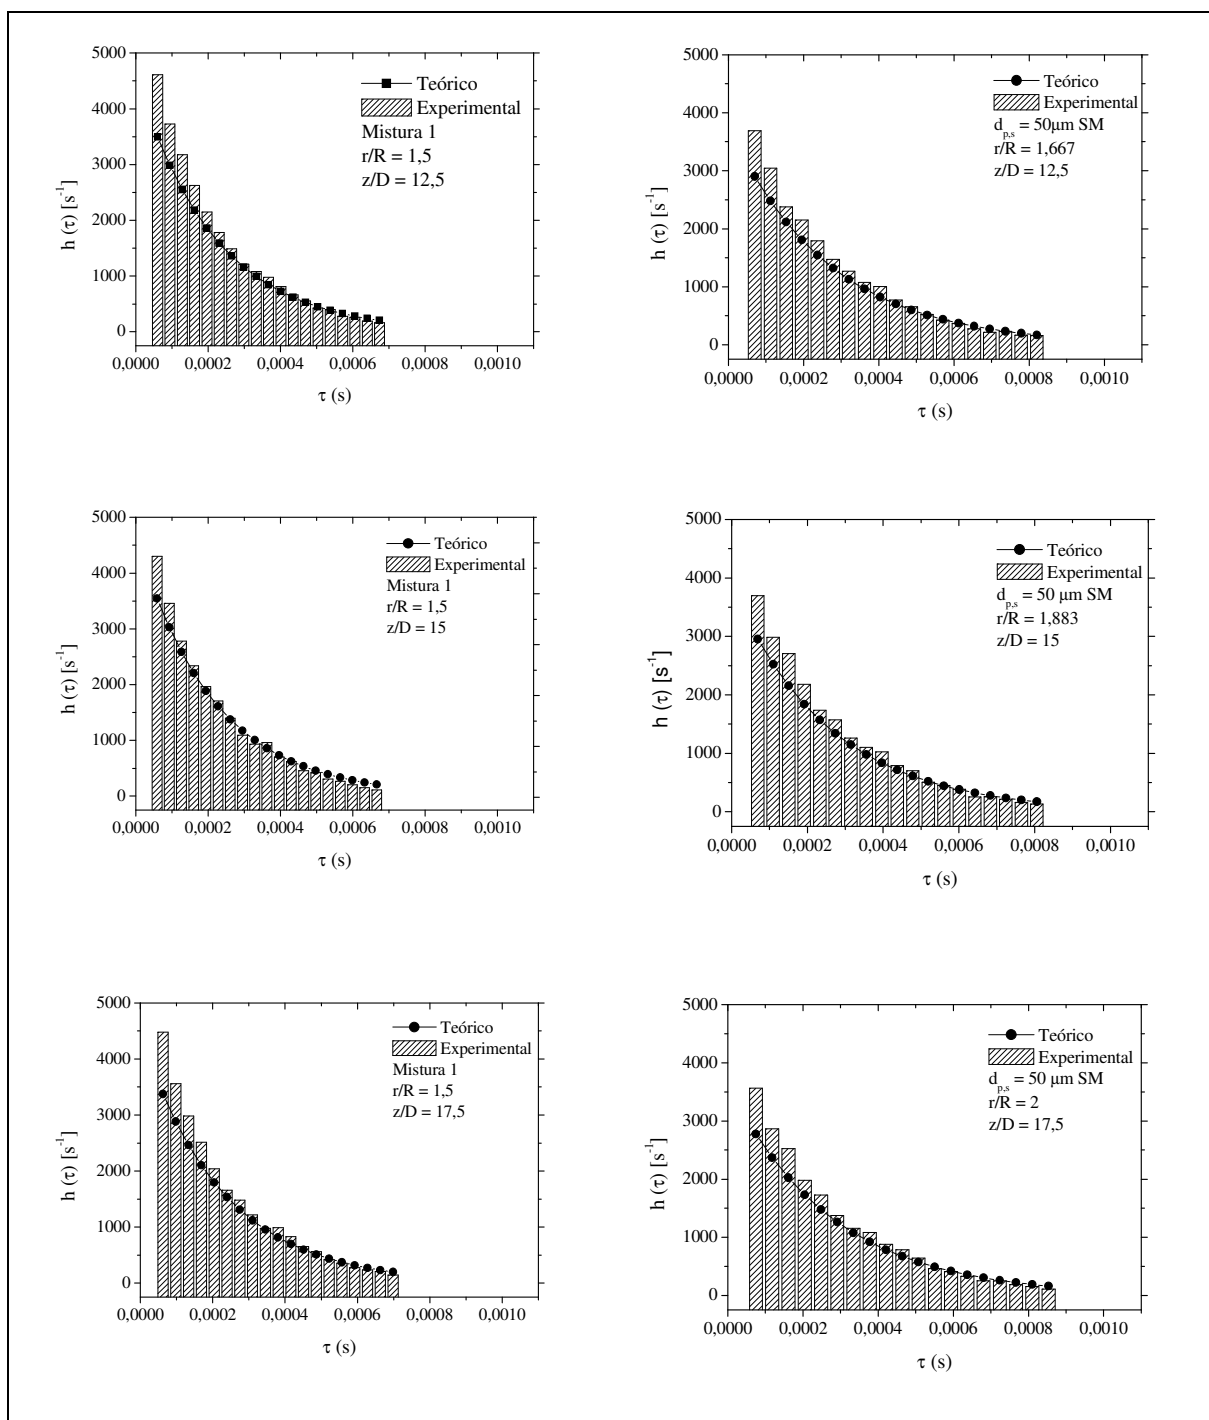 5000
4000
3000
2000
1000
0
h (τ) [s⁻¹]
Teórico
Experimental
Mistura 1
r/R = 1,5
z/D = 12,5
0,0000 0,0002 0,0004 0,0006 0,0008 0,0010
τ (s)
5000
4000
3000
2000
1000
0
h (τ) [s⁻¹]
Teórico
Experimental
d_{p,s} = 50μm SM
r/R = 1,667
z/D = 12,5
0,0000 0,0002 0,0004 0,0006 0,0008 0,0010
τ (s)
5000
4000
3000
2000
1000
0
h (τ) [s⁻¹]
Teórico
Experimental
Mistura 1
r/R = 1,5
z/D = 15
0,0000 0,0002 0,0004 0,0006 0,0008 0,0010
τ (s)
5000
4000
3000
2000
1000
0
h (τ) [s⁻¹]
Teórico
Experimental
d_{p,s} = 50 μm SM
r/R = 1,883
z/D = 15
0,0000 0,0002 0,0004 0,0006 0,0008 0,0010
τ (s)
5000
4000
3000
2000
1000
0
h (τ) [s⁻¹]
Teórico
Experimental
Mistura 1
r/R = 1,5
z/D = 17,5
0,0000 0,0002 0,0004 0,0006 0,0008 0,0010
τ (s)
5000
4000
3000
2000
1000
0
h (τ) [s⁻¹]
Teórico
Experimental
d_{p,s} = 50 μm SM
r/R = 2
z/D = 17,5
0,0000 0,0002 0,0004 0,0006 0,0008 0,0010
τ (s)